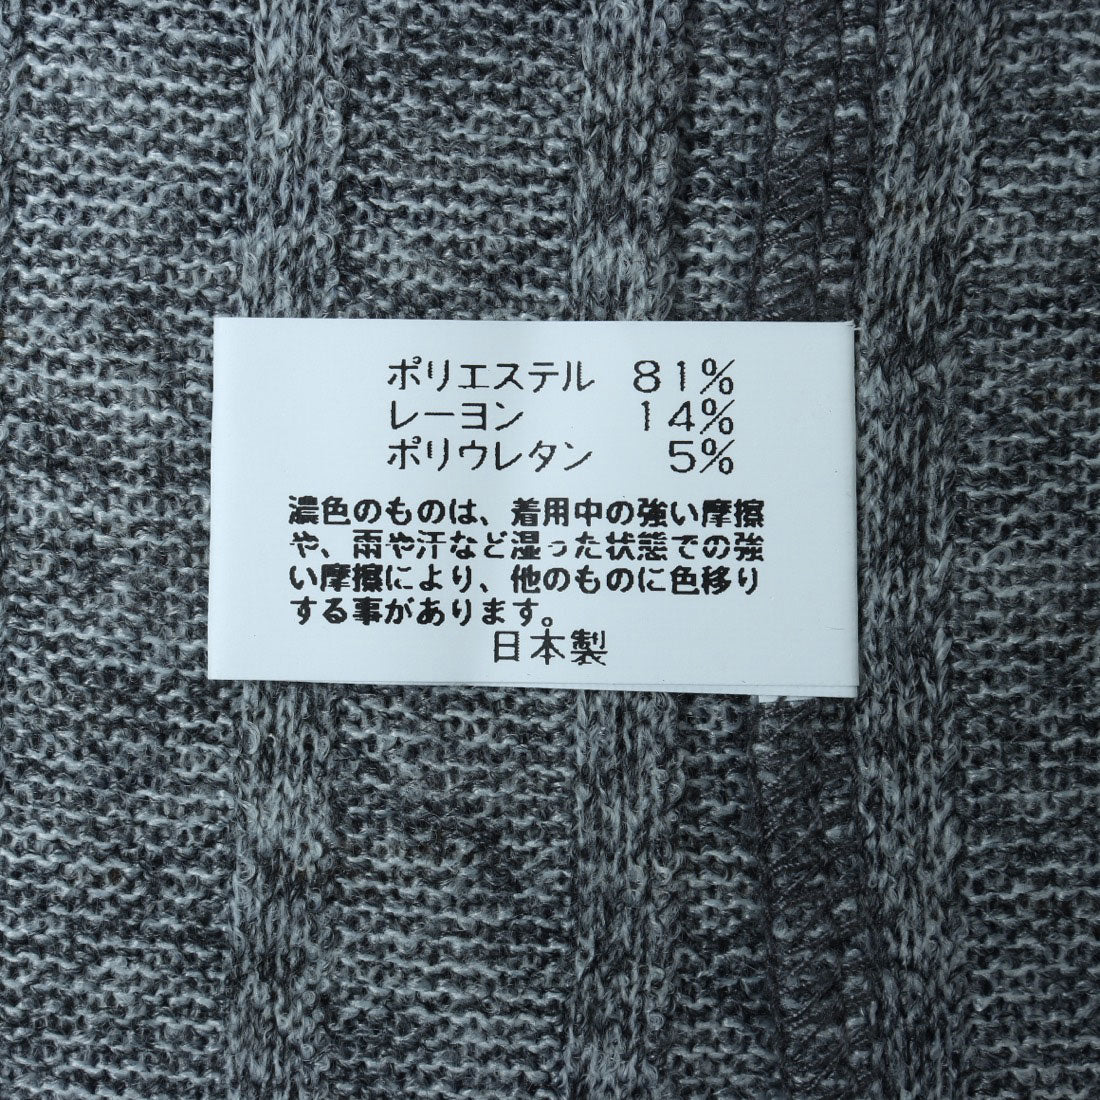 ポリエステル 81%
レーヨン 14%
ポリウレタン 5%
濃色のものは、着用中の強い摩擦
や、雨や汗など湿った状態での強
い摩擦により、他のものに色移り
する事があります。
日本製